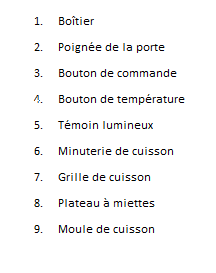 1. Boîtier
2. Poignée de la porte
3. Bouton de commande
4. Bouton de température
5. Témoin lumineux
6. Minuterie de cuisson
7. Grille de cuisson
8. Plateau à miettes
9. Moule de cuisson